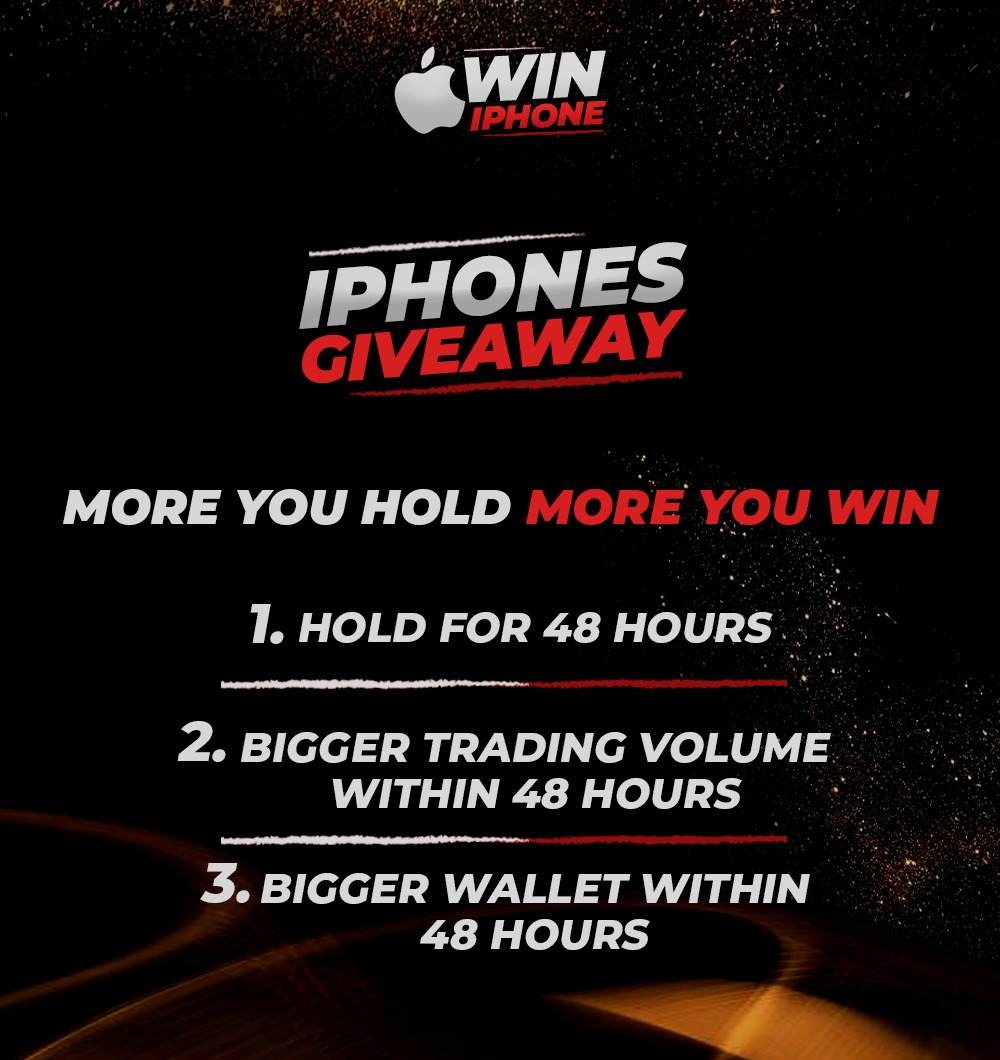 WIN
IPHONE
IPHONES
GIVEAWAY
MORE YOU HOLD MORE YOU WIN
1. HOLD FOR 48 HOURS
2. BIGGER TRADING VOLUME
WITHIN 48 HOURS
3. BIGGER WALLET WITHIN
48 HOURS